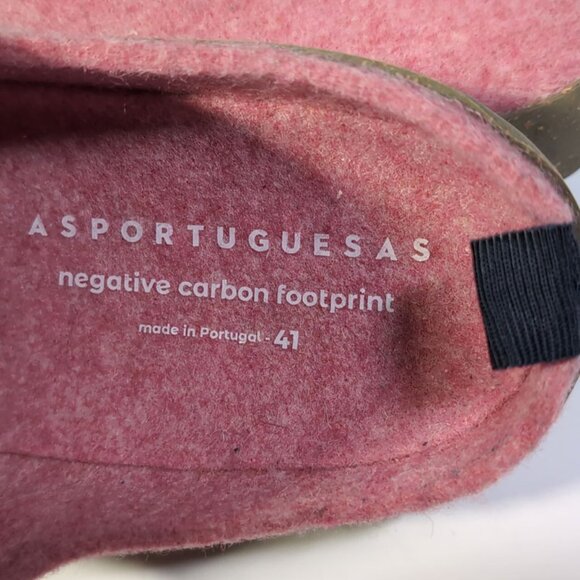 ASPORTUGUESAS
negative carbon footprint
made in Portugal - 41